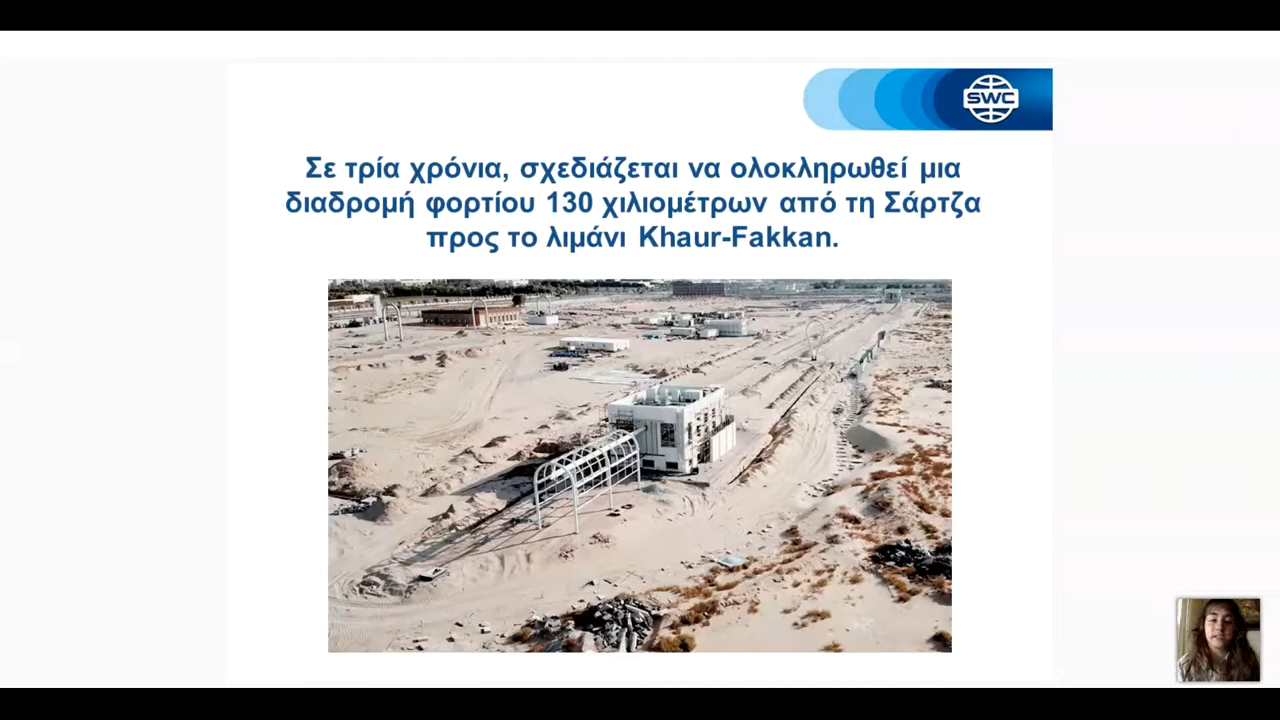 SWC
Σε τρία χρόνια, σχεδιάζεται να ολοκληρωθεί μια
διαδρομή φορτίου 130 χιλιομέτρων από τη Σάρτζα
προς το λιμάνι Khaur-Fakkan.